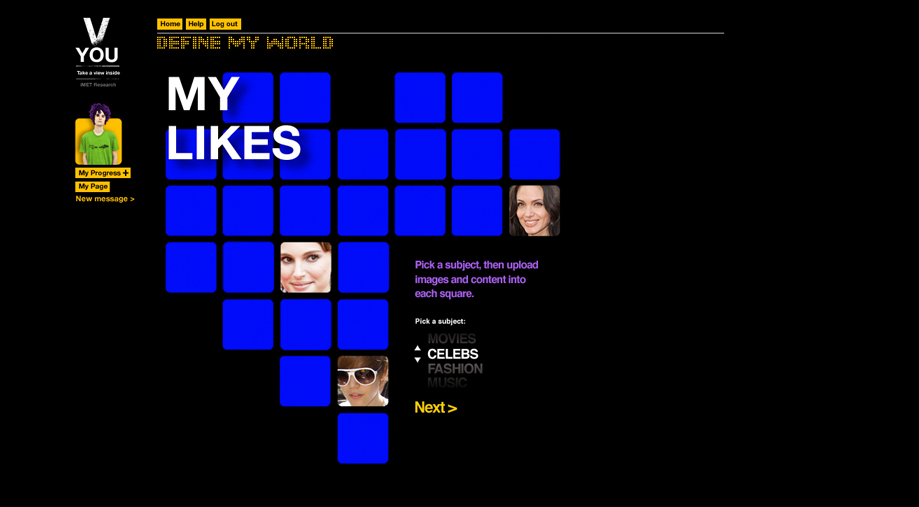 Home Help Log out
DEFINE MY WORLD
V
YOU
Take a view inside
IMET Research
My Progress +
My Page
New message >
MY
LIKES
Pick a subject, then upload
images and content into
each square.
Pick a subject:
MOVIES
CELEBS
FASHION
MUSIC
Next >